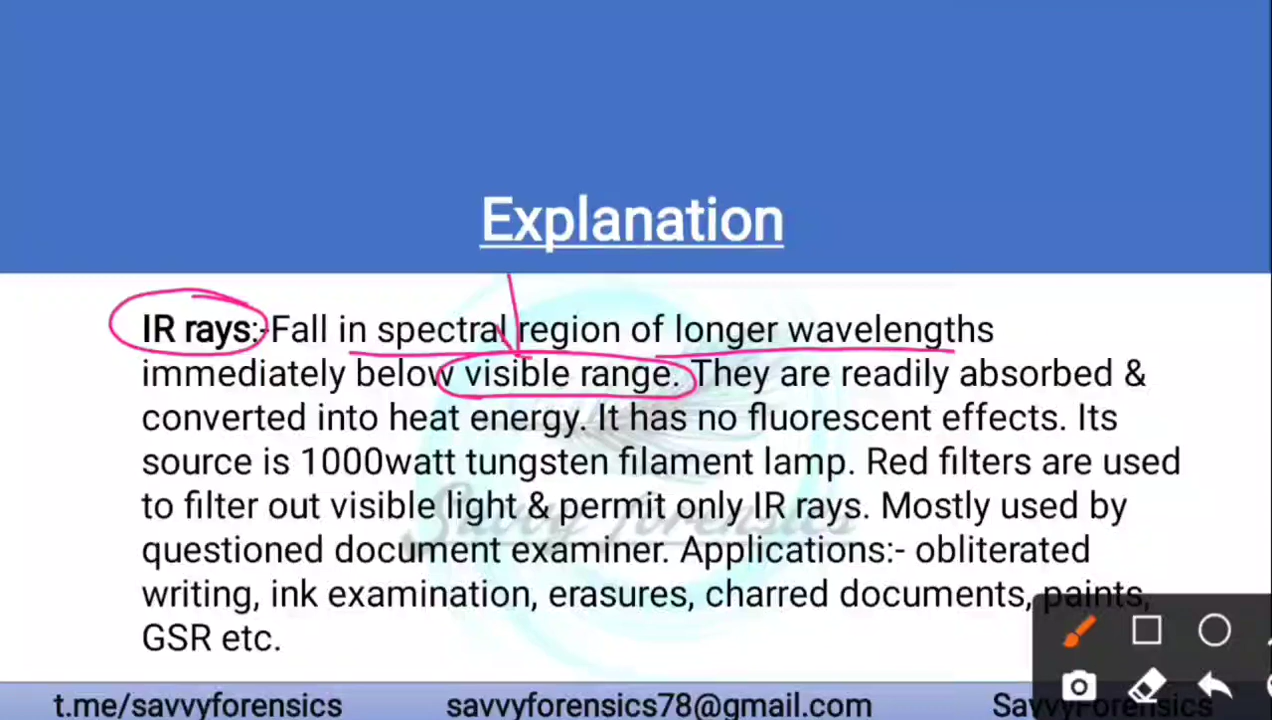 Explanation
IR rays:-Fall in spectral region of longer wavelengths
immediately below visible range. They are readily absorbed &
converted into heat energy. It has no fluorescent effects. Its
source is 1000watt tungsten filament lamp. Red filters are used
to filter out visible light & permit only IR rays. Mostly used by
questioned document examiner. Applications:- obliterated
writing, ink examination, erasures, charred documents, paints,
GSR etc.
Savvy forensics
t.me/savvyforensics savvyforensics78@gmail.com SavvyForensics